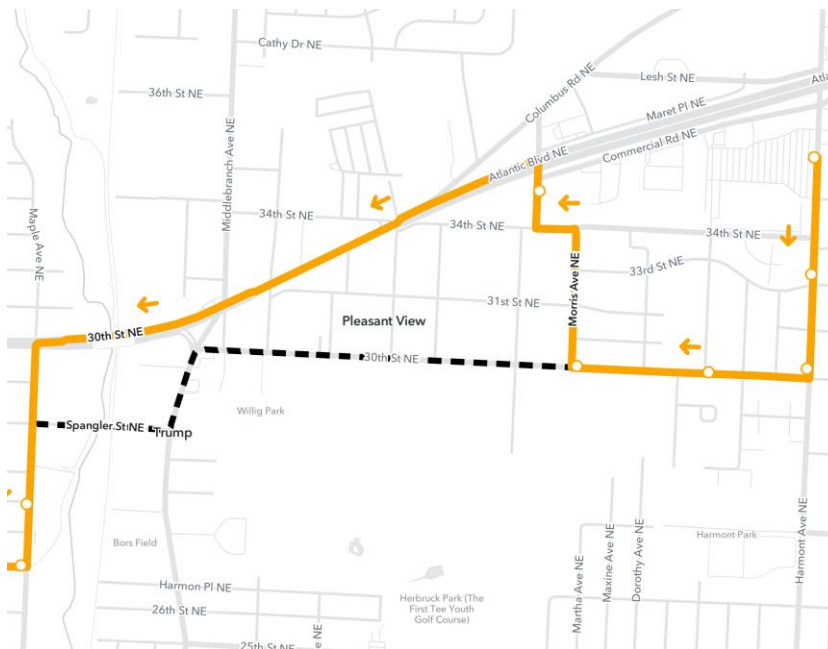 Cathy Dr NE
36th St NE
Middlebranch Ave NE
Maple Ave NE
Columbus Rd NE
Lesh St NE
Maret Pl NE
Atl
Commercial Rd NE
Atlantic Blvd NE
34th St NE
34th St NE
34th St NE
33rd St NE
31st St NE
Morris Ave NE
Pleasant View
30th St NE
30th St NE
Willig Park
Spangler St NE
Trump
Bors Field
Harmon Pl NE
26th St NE
25th St NE
e NE
Herbruck Park (The
First Tee Youth
Golf Course)
Martha Ave NE
Maxine Ave NE
Dorothy Ave NE
Harmont Park
Harmont Ave NE